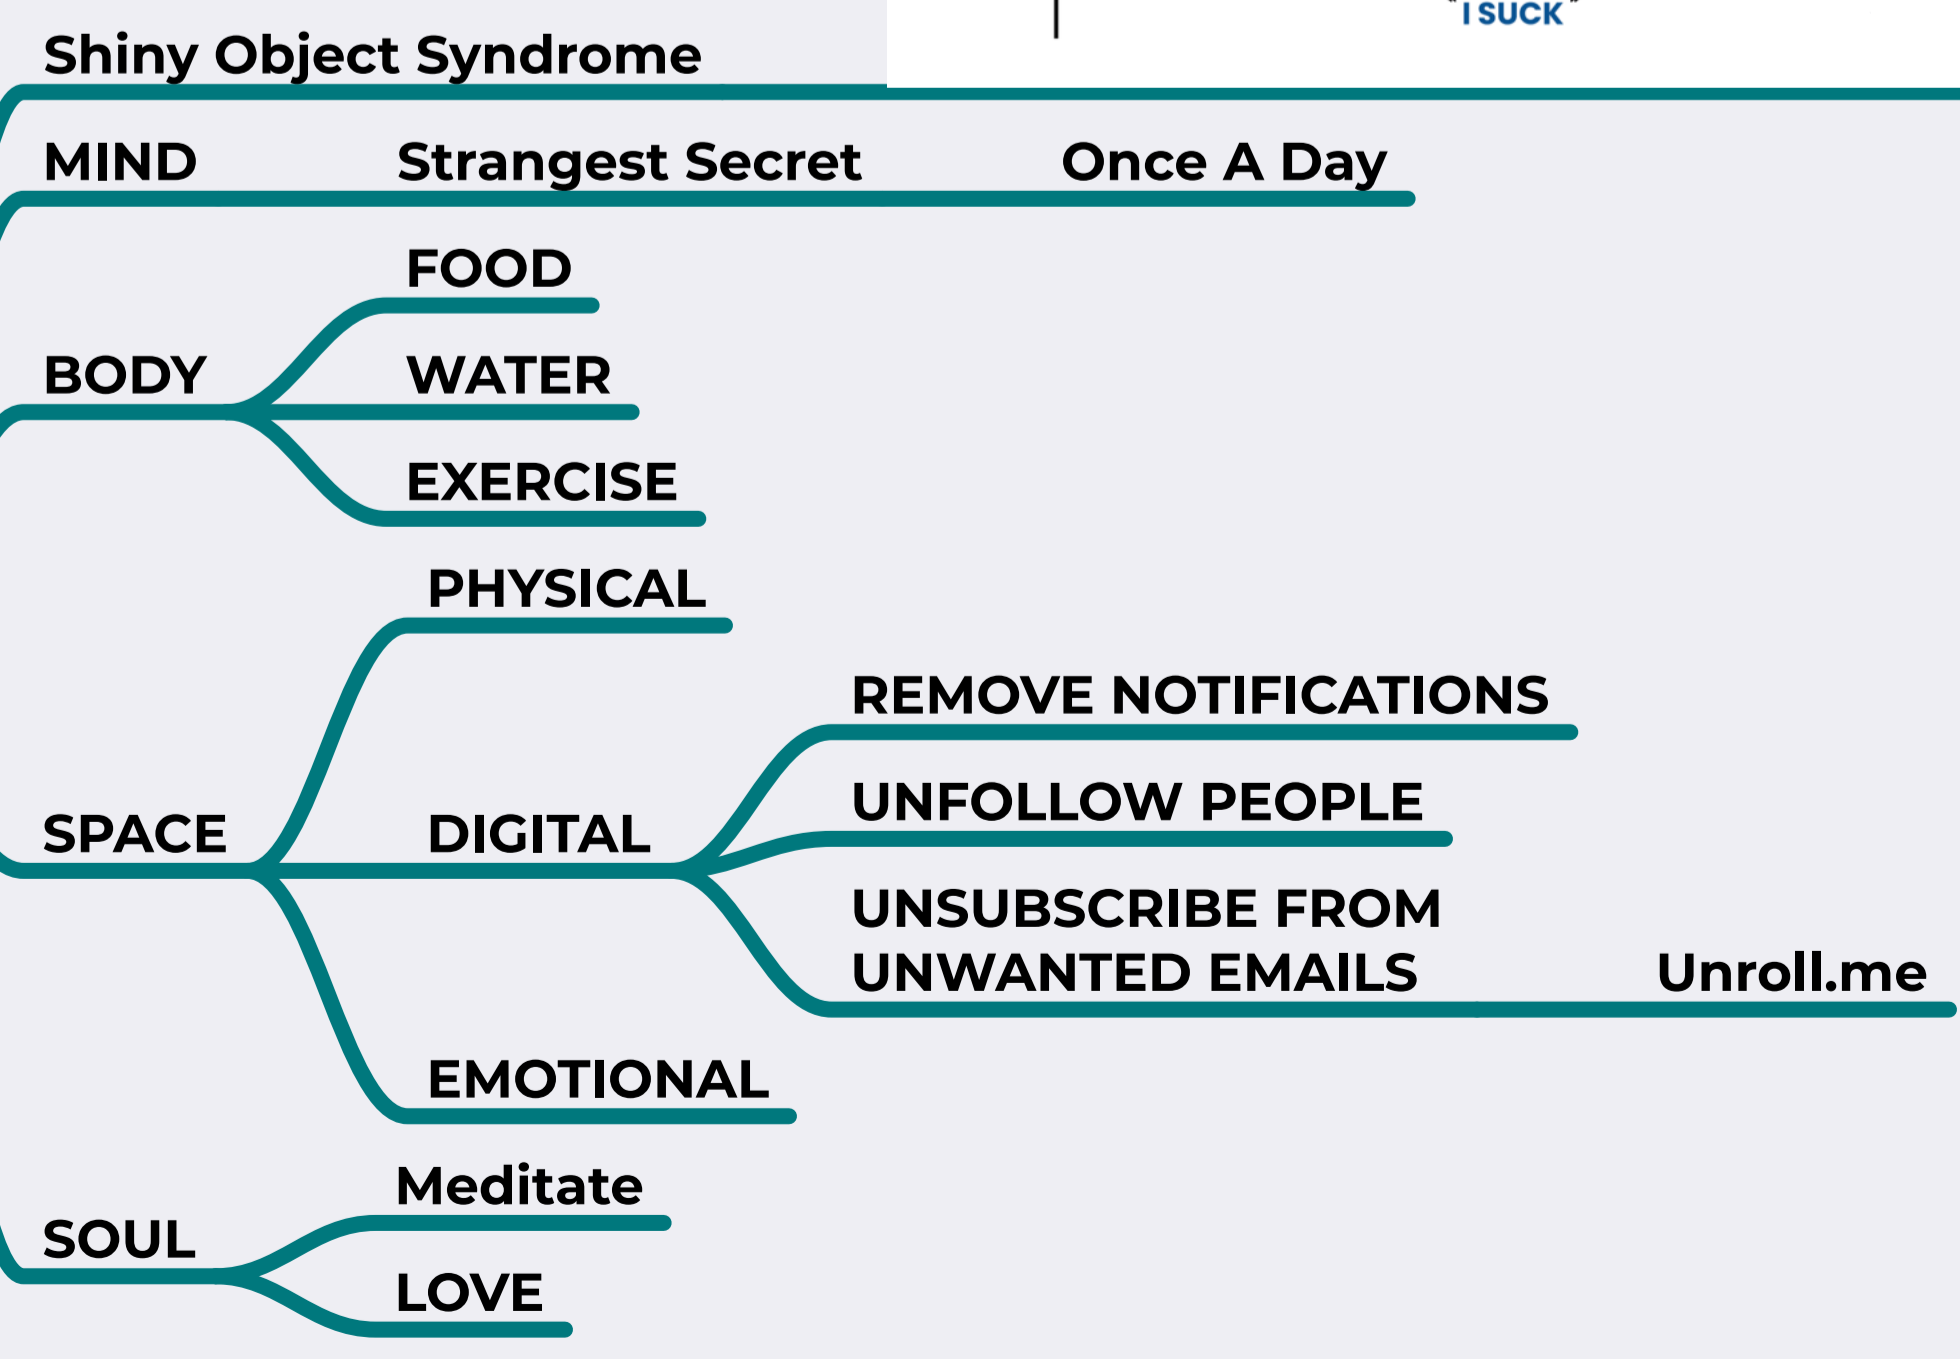 "I SUCK"
Shiny Object Syndrome
MIND Strangest Secret Once A Day
FOOD
BODY
WATER
EXERCISE
SPACE
PHYSICAL
DIGITAL
REMOVE NOTIFICATIONS
UNFOLLOW PEOPLE
UNSUBSCRIBE FROM
UNWANTED EMAILS
Unroll.me
EMOTIONAL
SOUL
Meditate
LOVE